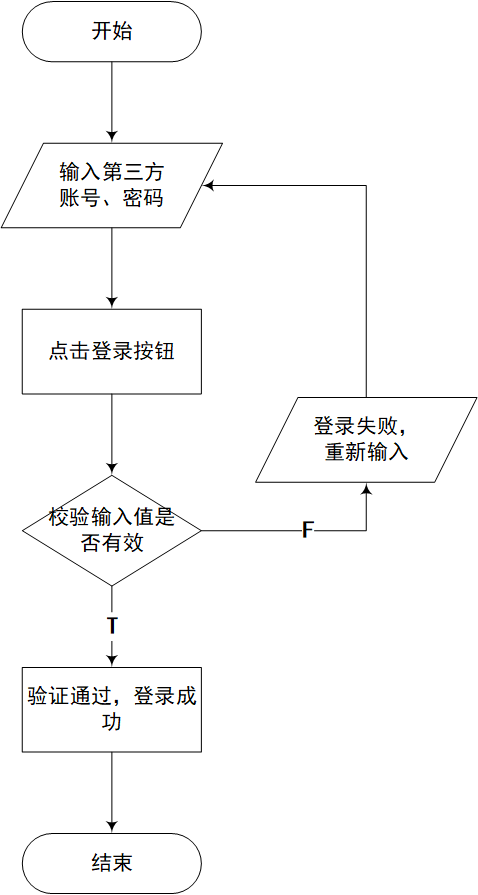 开始
输入第三方
账号、密码
点击登录按钮
登录失败，
重新输入
校验输入值是
否有效
F
T
验证通过，登录成
功
结束